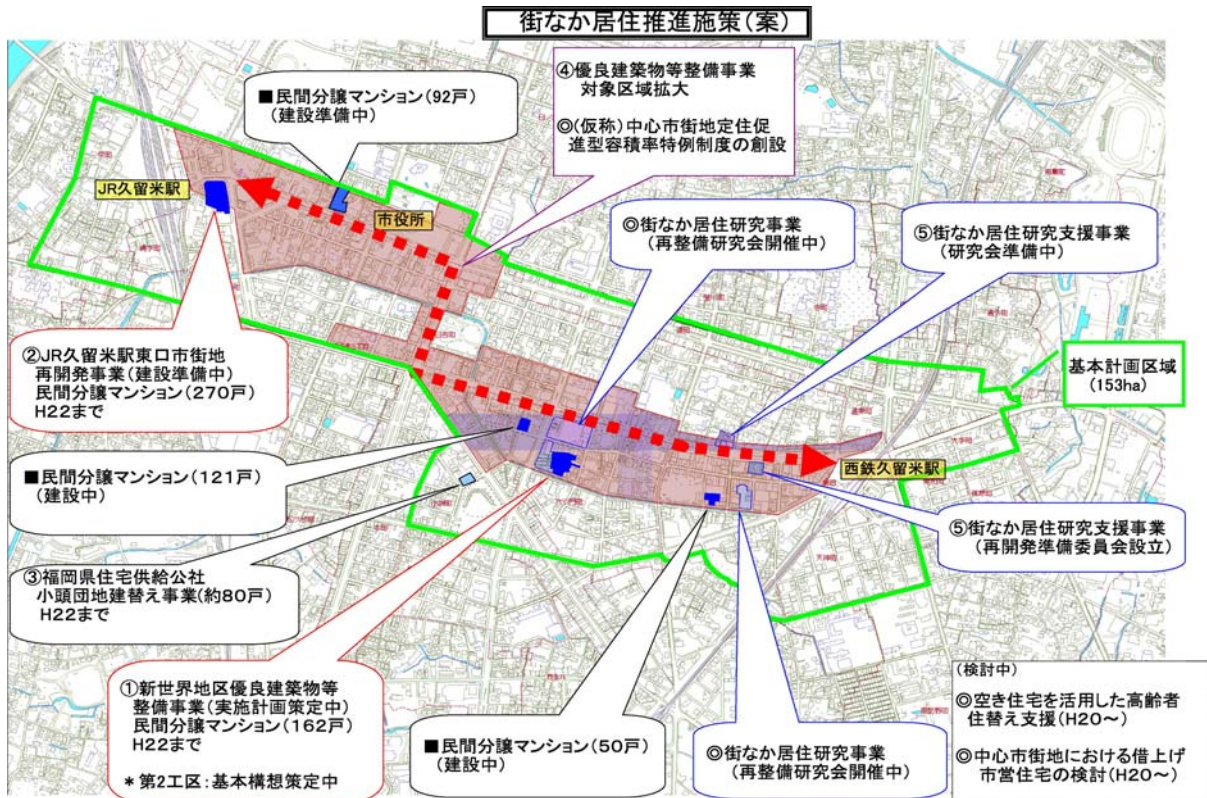 街なか居住推進施策(案)
■民間分譲マンション(92戸)
(建設準備中)
④優良建築物等整備事業
対象区域拡大
◎(仮称)中心市街地定住促
進型容積率特例制度の創設
JR久留米駅
市役所
◎街なか居住研究事業
(再整備研究会開催中)
⑤街なか居住研究支援事業
(研究会準備中)
②JR久留米駅東口市街地
再開発事業(建設準備中)
民間分譲マンション(270戸)
H22まで
基本計画区域
(153ha)
■民間分譲マンション(121戸)
(建設中)
西鉄久留米駅
③福岡県住宅供給公社
小頭団地建替え事業(約80戸)
H22まで
⑤街なか居住研究支援事業
(再開発準備委員会設立)
①新世界地区優良建築物等
整備事業(実施計画策定中)
民間分譲マンション(162戸)
H22まで
*第2工区:基本構想策定中
■民間分譲マンション(50戸)
(建設中)
◎街なか居住研究事業
(再整備研究会開催中)
(検討中)
◎空き住宅を活用した高齢者
住替え支援(H20~)
◎中心市街地における借上げ
市営住宅の検討(H20~)